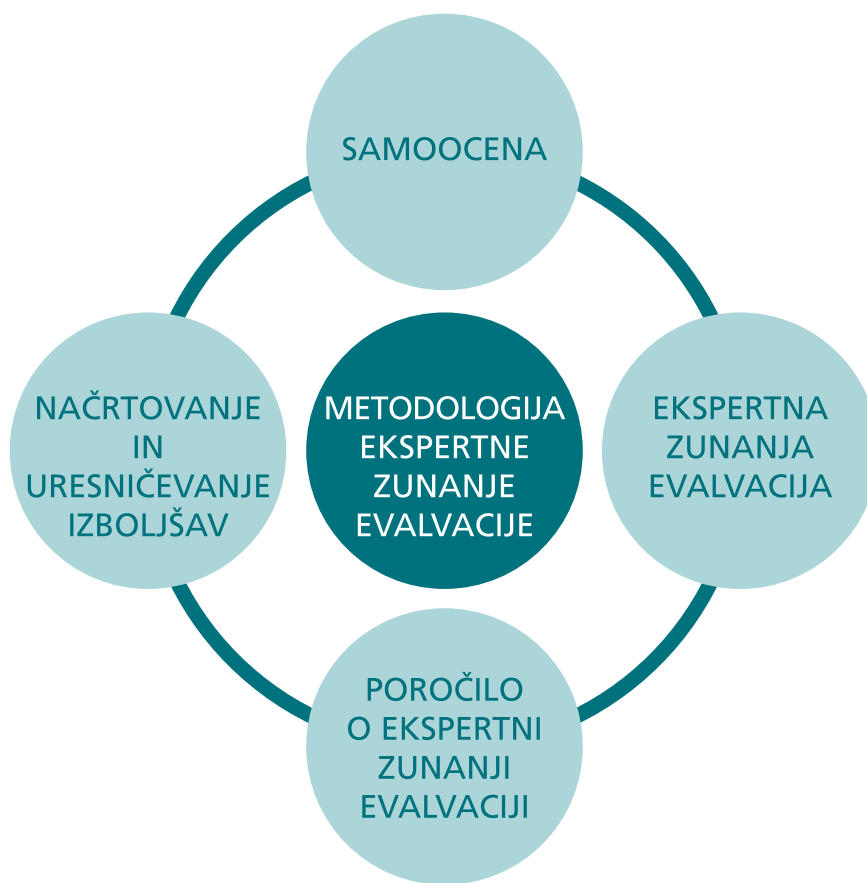 SAMOOCENA
NAČRTOVANJE
IN
URESNIČEVANJE
IZBOLJŠAV
METODOLOGIJA
EKSPERTNE
ZUNANJE
EVALVACIJE
EKSPERTNA
ZUNANJA
EVALVACIJA
POROČILO
O EKSPERTNI
ZUNANJI
EVALVACIJI